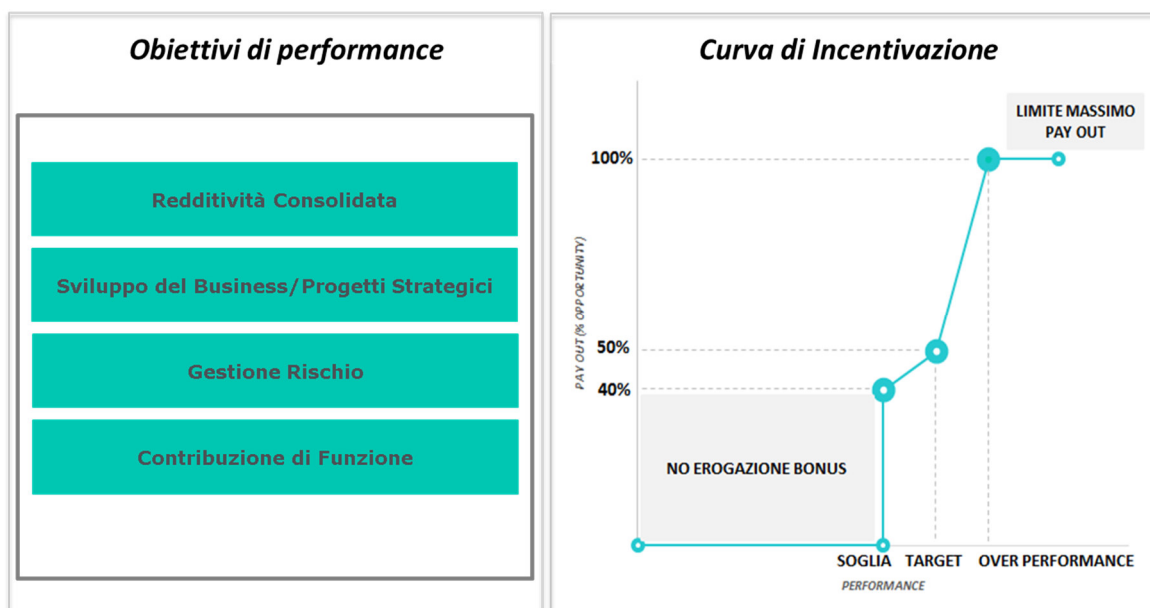 Obiettivi di performance
Redditività Consolidata
Sviluppo del Business/Progetti Strategici
Gestione Rischio
Contribuzione di Funzione
Curva di Incentivazione
LIMITE MASSIMO
PAY OUT
100%
50%
40%
PAY OUT (% OPPORTUNITY)
NO EROGAZIONE BONUS
SOGLIA TARGET OVER PERFORMANCE
PERFORMANCE